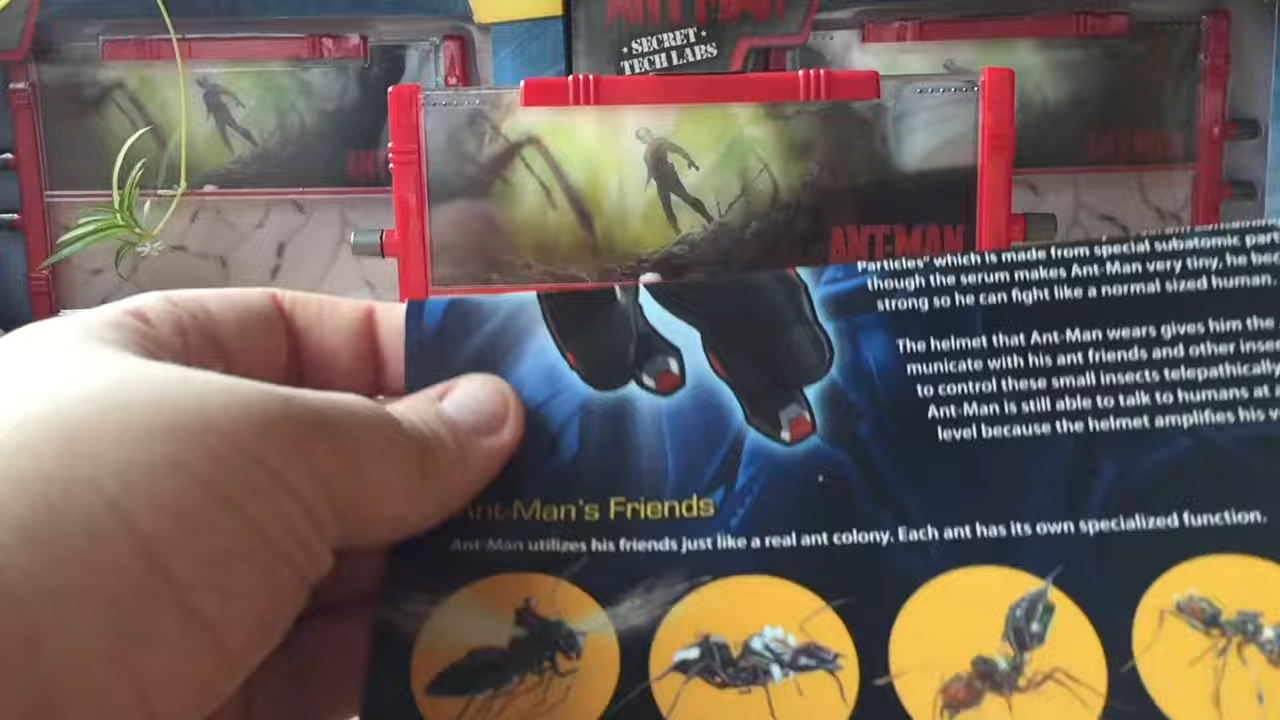 ANT-MAN
SECRET
TECH LABS
ANT-MAN
Particles" which is made from special subatomic part
though the serum makes Ant-Man very tiny, he bec
strong so he can fight like a normal sized human,
The helmet that Ant-Man wears gives him the
municate with his ant friends and other insec
to control these small insects telepathically
Ant-Man is still able to talk to humans at
level because the helmet amplifies his v
Ant-Man's Friends
Ant-Man utilizes his friends just like a real ant colony. Each ant has its own specialized function.